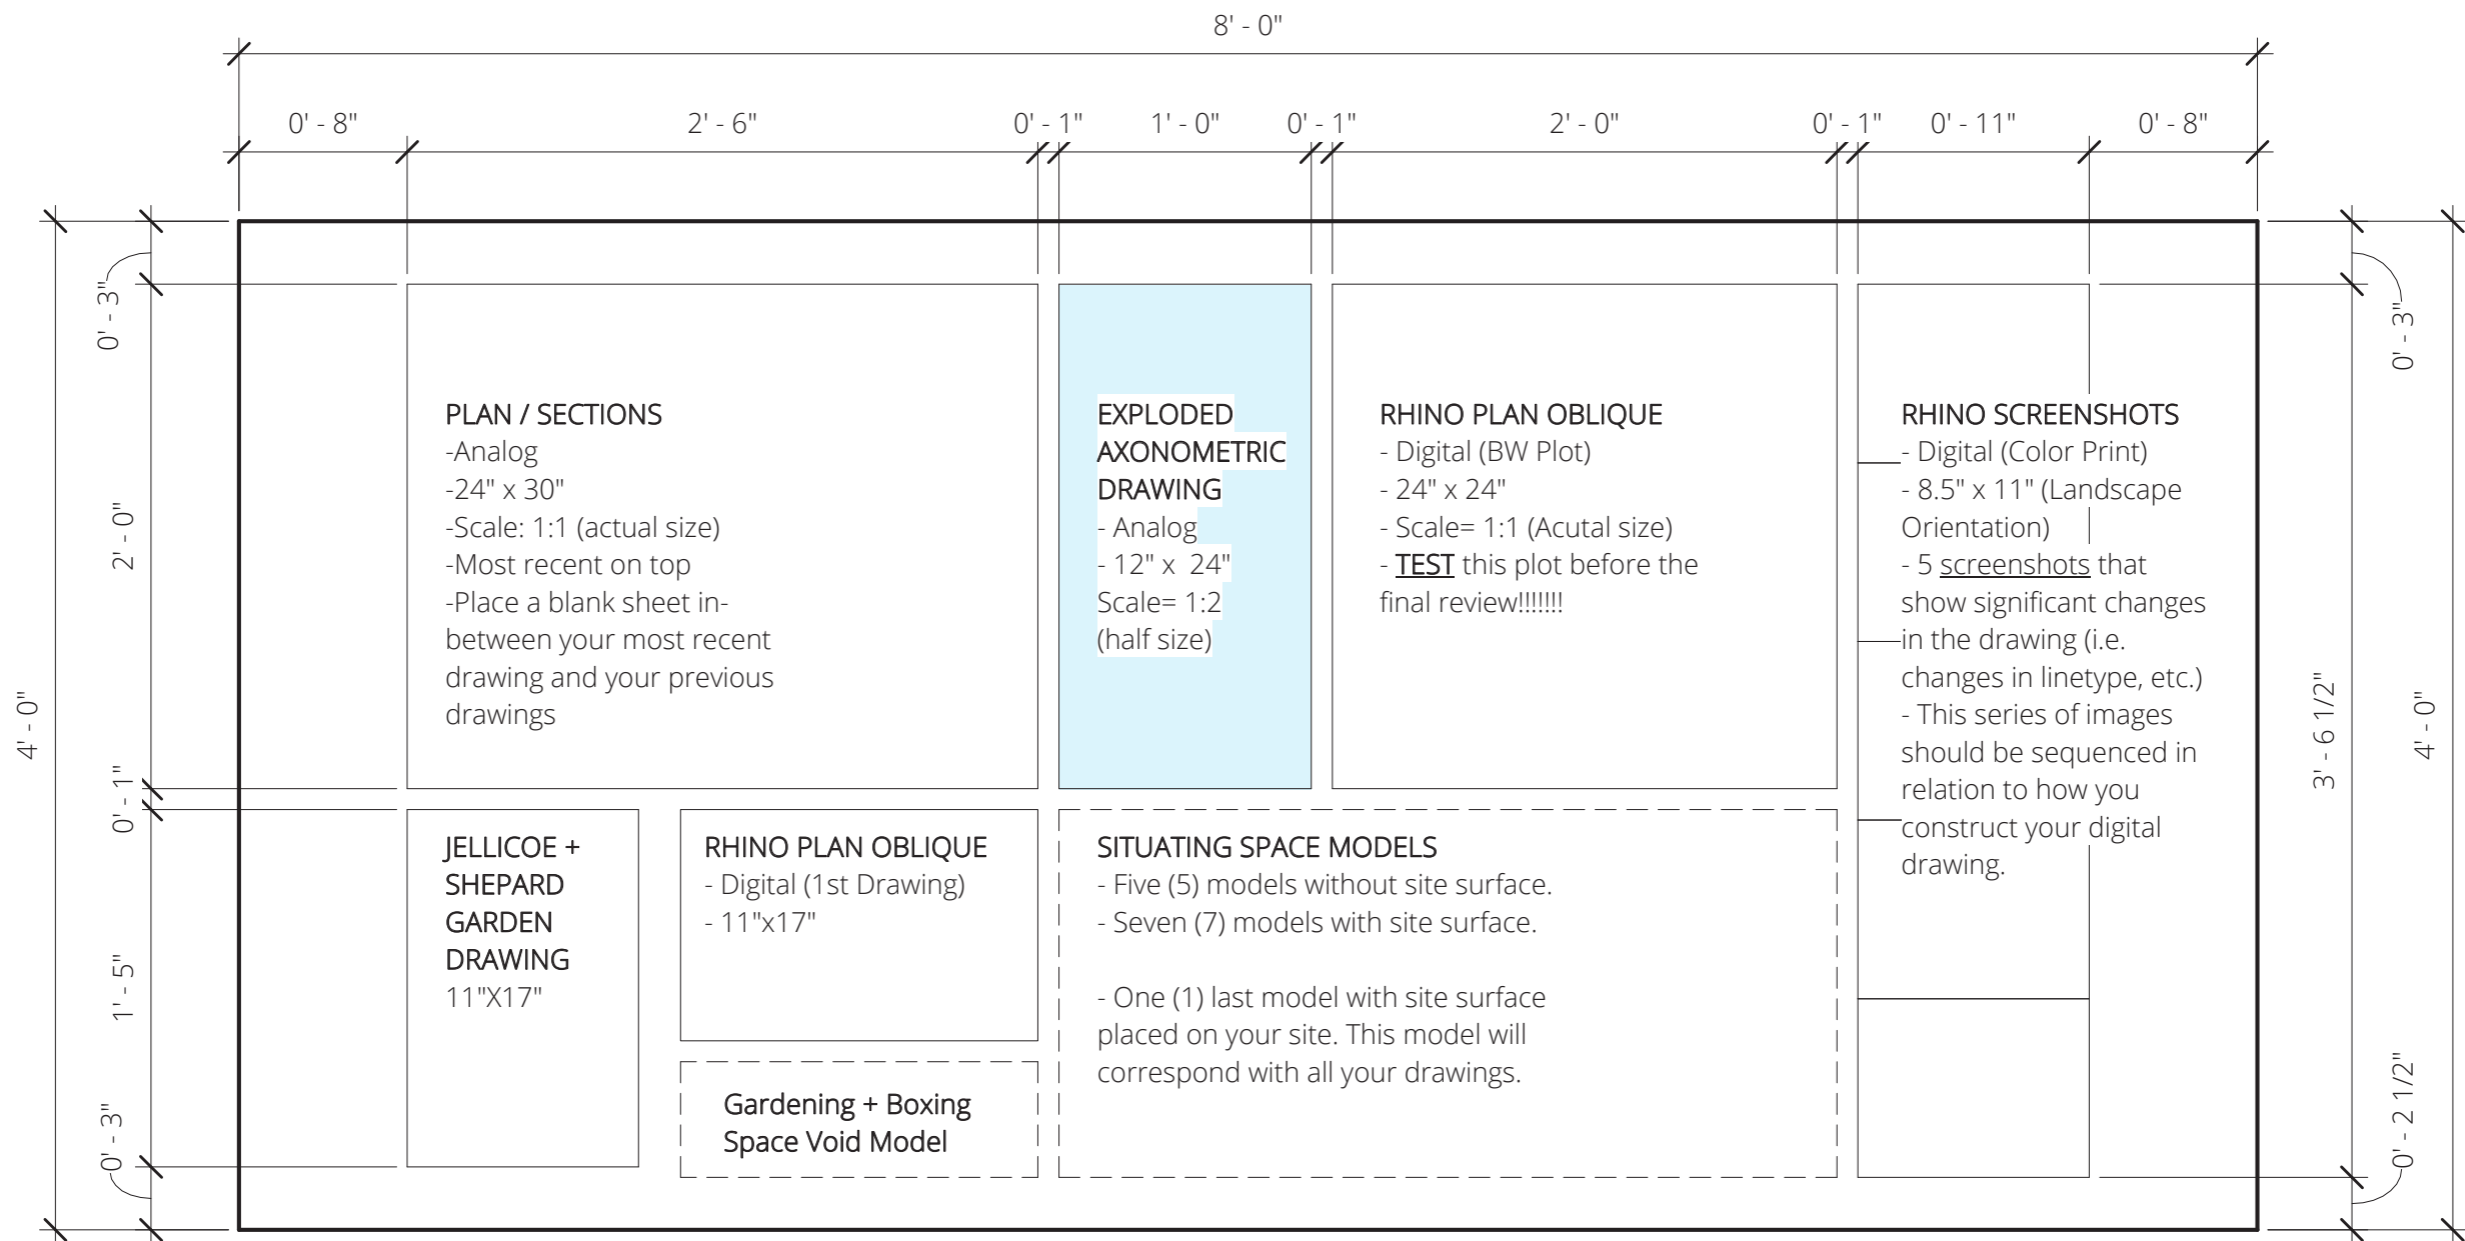 8' - 0"
0' - 8"
2' - 6"
0' - 1"
1' - 0"
0' - 1"
2' - 0"
0' - 1"
0' - 11"
0' - 8"
4' - 0"
0' - 3"
2' - 0"
0' - 1"
1' - 5"
0' - 3"
PLAN / SECTIONS
-Analog
-24" x 30"
-Scale: 1:1 (actual size)
-Most recent on top
-Place a blank sheet in-
between your most recent
drawing and your previous
drawings
EXPLODED
AXONOMETRIC
DRAWING
- Analog
- 12" x  24"
Scale= 1:2
(half size)
RHINO PLAN OBLIQUE
- Digital (BW Plot)
- 24" x 24"
- Scale= 1:1 (Acutal size)
- TEST this plot before the
final review!!!!!!!
RHINO SCREENSHOTS
- Digital (Color Print)
- 8.5" x 11" (Landscape
Orientation)
- 5 screenshots that
show significant changes
in the drawing (i.e.
changes in linetype, etc.)
- This series of images
should be sequenced in
relation to how you
construct your digital
drawing.
JELLICOE +
SHEPARD
GARDEN
DRAWING
11"X17"
RHINO PLAN OBLIQUE
- Digital (1st Drawing)
- 11"x17"
Gardening + Boxing
Space Void Model
SITUATING SPACE MODELS
- Five (5) models without site surface.
- Seven (7) models with site surface.
- One (1) last model with site surface
placed on your site. This model will
correspond with all your drawings.
0' - 3"
3' - 6 1/2"
0' - 2 1/2"
4' - 0"